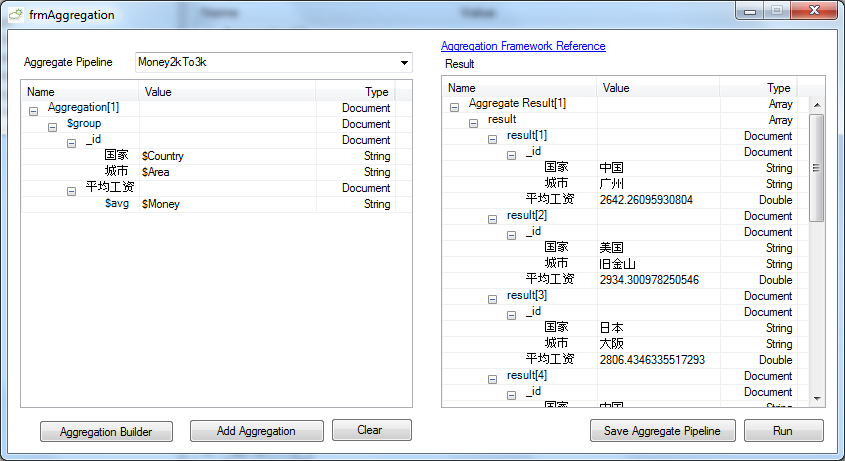 frmAggregation
Aggregate Pipeline Money2kTo3k
Name Value Type
Aggregation[1] Document
$group Document
_id Document
国家 $Country String
城市 $Area String
平均工资 Document
$avg $Money String
Aggregation Builder Add Aggregation Clear
Aggregation Framework Reference
Result
Name Value Type
Aggregate Result[1] Array
result Array
result[1] Document
_id Document
国家 中国 String
城市 广州 String
平均工资 2642.26095930804 Double
result[2] Document
_id Document
国家 美国 String
城市 旧金山 String
平均工资 2934.300978250546 Double
result[3] Document
_id Document
国家 日本 String
城市 大阪 String
平均工资 2806.4346335517293 Double
result[4] Document
_id Document
国家 中国 String
Save Aggregate Pipeline Run